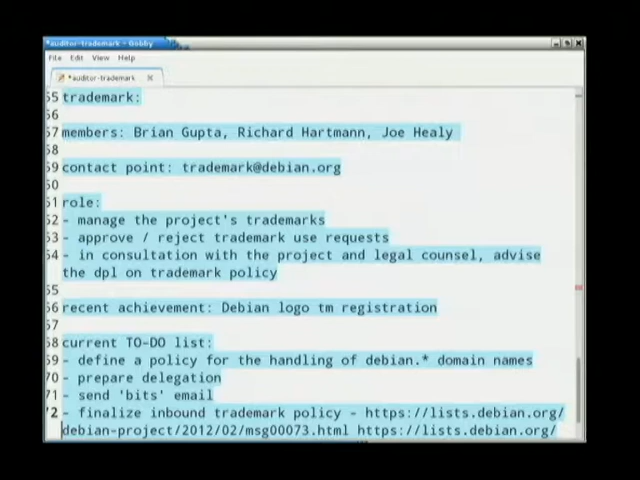 *auditor-trademark - Gobby
File Edit View Help
*auditor-trademark
55 trademark:
56
57 members: Brian Gupta, Richard Hartmann, Joe Healy
58
59 contact point: trademark@debian.org
60
61 role:
62 - manage the project's trademarks
63 - approve / reject trademark use requests
64 - in consultation with the project and legal counsel, advise
the dpl on trademark policy
65
66 recent achievement: Debian logo tm registration
67
68 current TO-DO list:
69 - define a policy for the handling of debian.* domain names
70 - prepare delegation
71 - send 'bits' email
72 - finalize inbound trademark policy - https://lists.debian.org/
debian-project/2012/02/msg00073.html https://lists.debian.org/